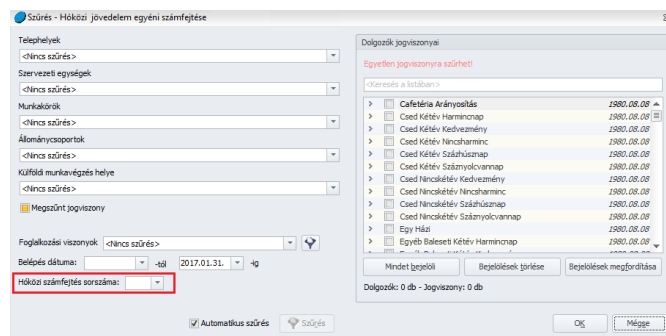 Szűrés - Hóközi jövedelem egyéni számfejtése
Telephelyek
<Nincs szűrés>
Szervezeti egységek
<Nincs szűrés>
Munkakörök
<Nincs szűrés>
Állománycsoportok
<Nincs szűrés>
Külföldi munkavégzés helye
<Nincs szűrés>
Megszűnt jogviszony
Foglalkozási viszonyok <Nincs szűrés>
Belépés dátuma: -tól 2017.01.31. -ig
Hóközi számfejtés sorszáma:
Automatikus szűrés Szűrés
Dolgozók jogviszonyai
Egyetlen jogviszonyra szűrhet!
<Keresés a listában>
Cafetéria Arányosítás 1980.08.08
Csed Kétév Harmincnap 1980.08.08
Csed Kétév Kedvezmény 1980.08.08
Csed Kétév Nincsharminc 1980.08.08
Csed Kétév Százhúsznap 1980.08.08
Csed Kétév Száznyolcvannap 1980.08.08
Csed Nincskétév Kedvezmény 1980.08.08
Csed Nincskétév Nincsharminc 1980.08.08
Csed Nincskétév Százhúsznap 1980.08.08
Csed Nincskétév Száznyolcvannap 1980.08.08
Egy Házi 1980.08.08
Egyéb Baleseti Kétév Harmincnap 1980.08.08
Mindet bejelöli Bejelölések törlése Bejelölések megfordítása
Dolgozók: 0 db - Jogviszony: 0 db
OK Mégse